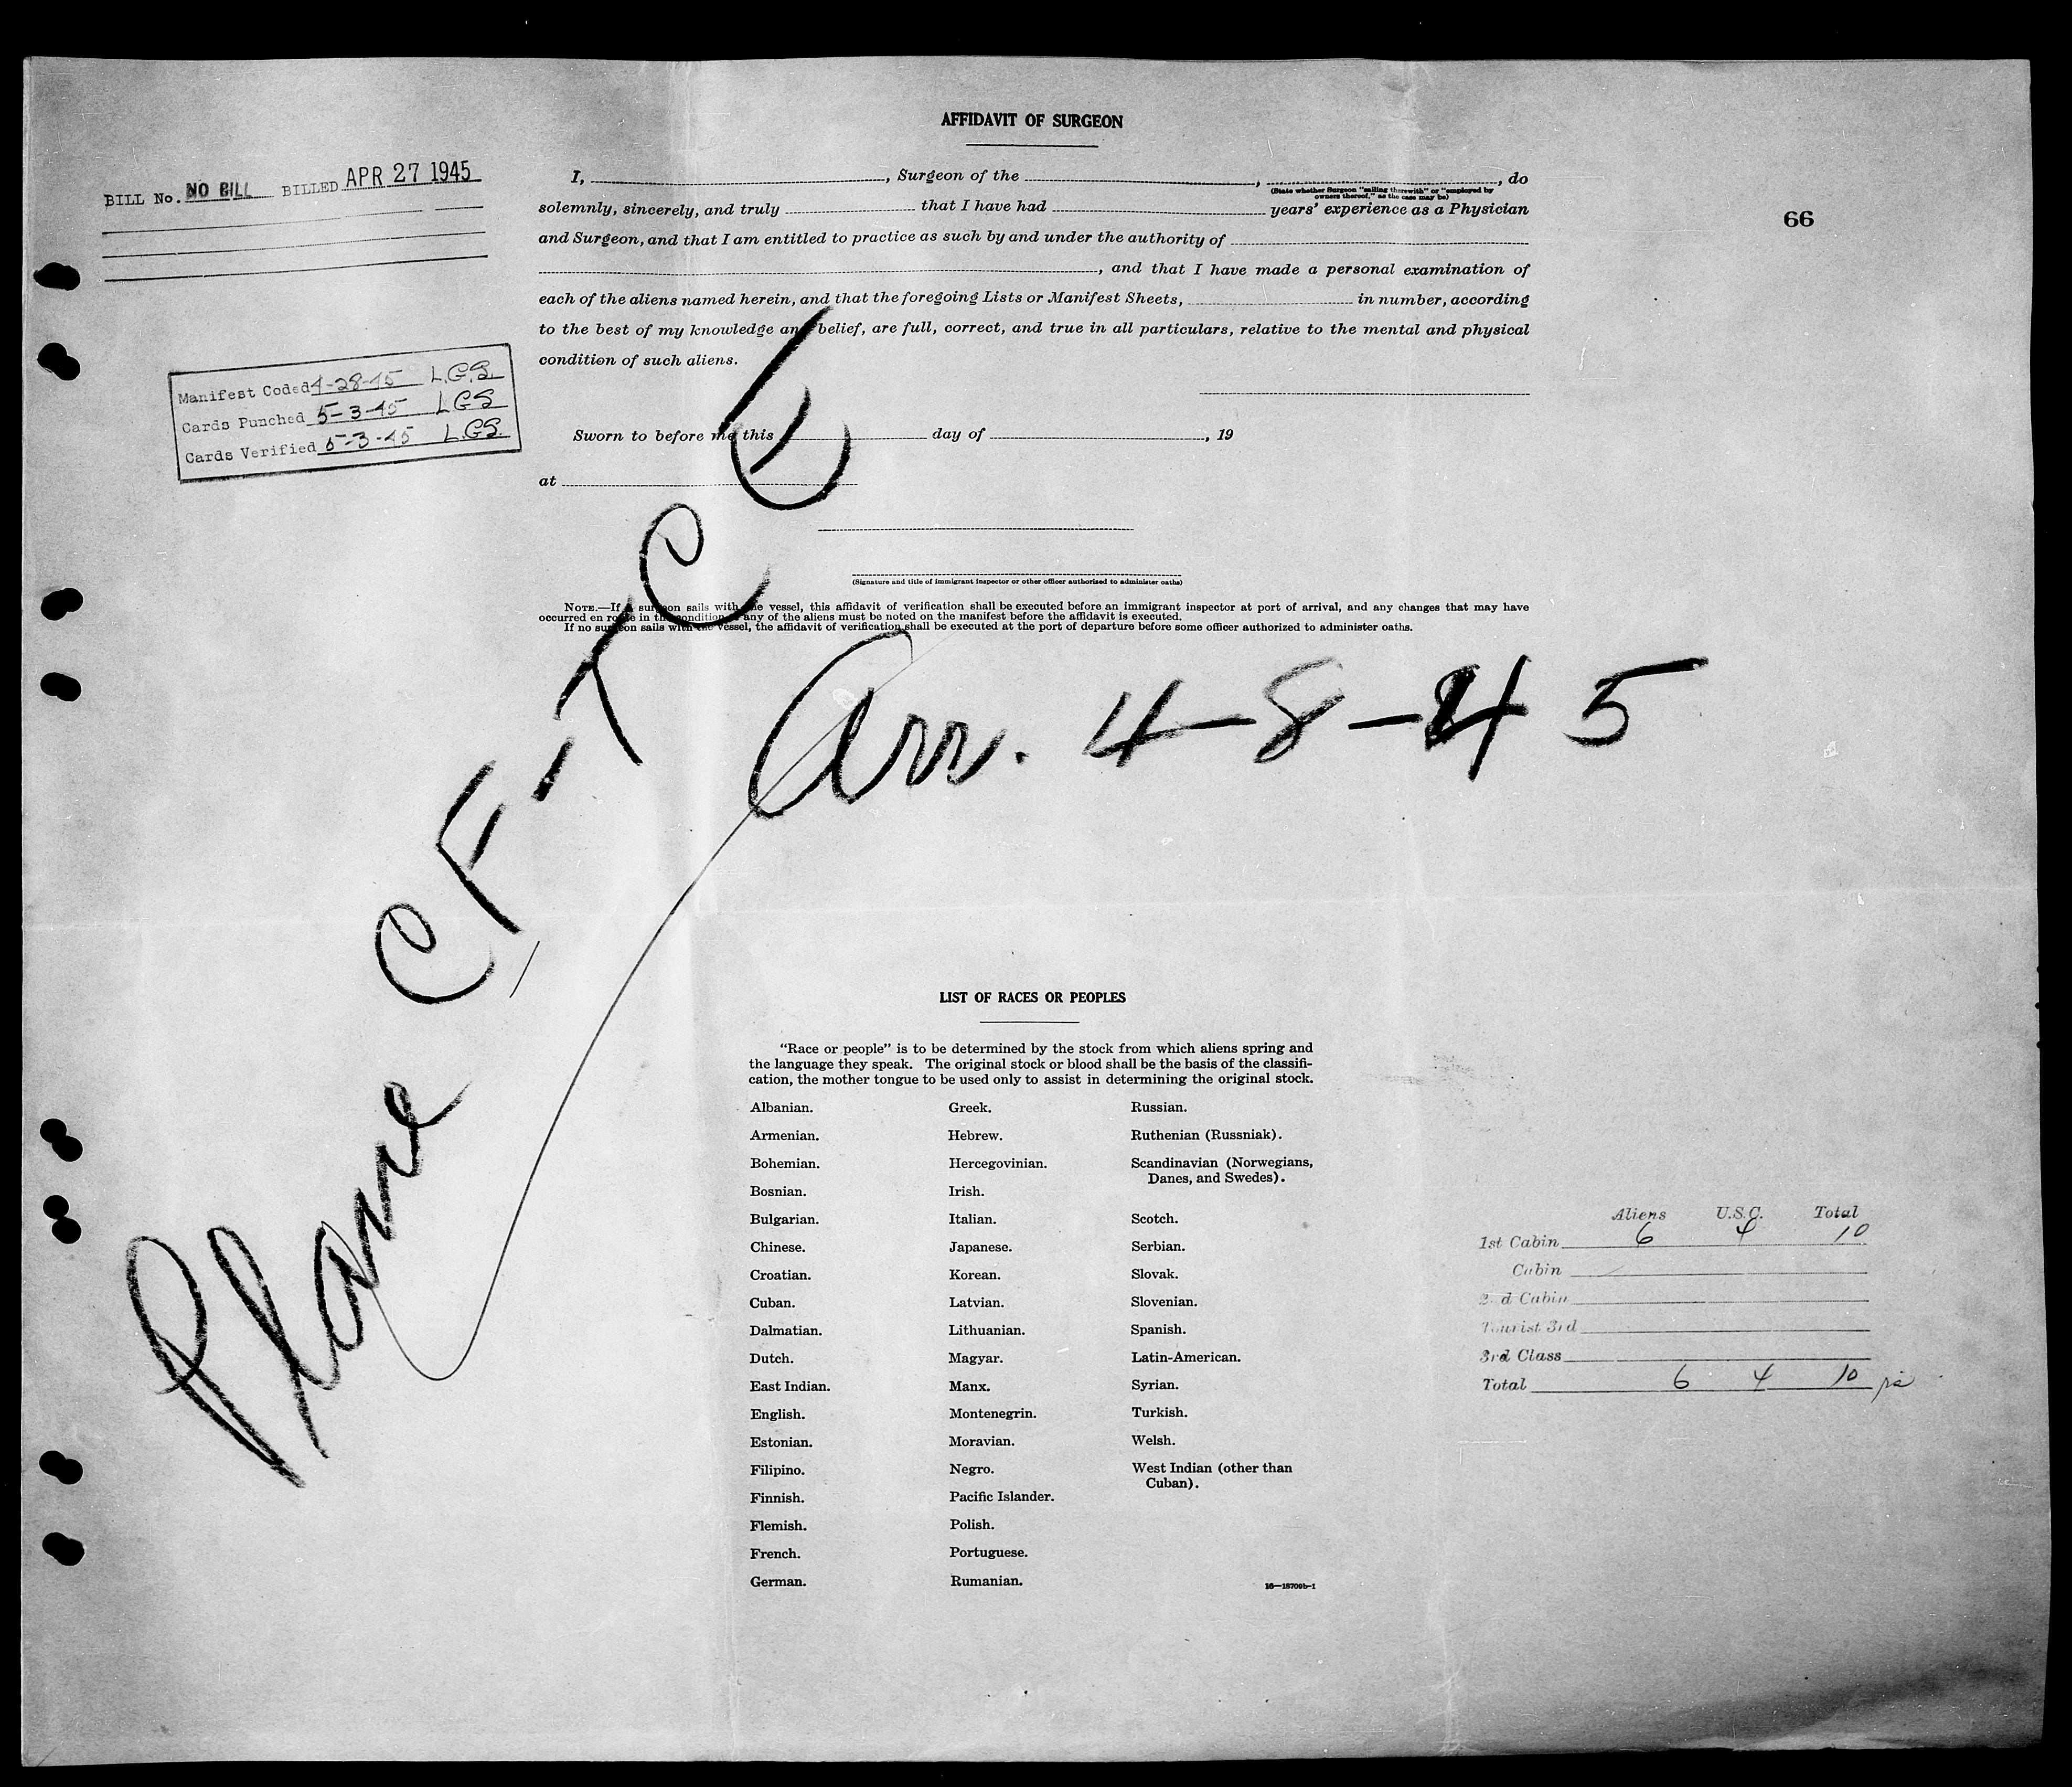 AFFIDAVIT OF SURGEON
BILL No. NO BILL BILLED APR 27 1945
66
I, , Surgeon of the , , do
(State whether Surgeon "sailing therewith" or "employed by
owners thereof," as the case may be)
solemnly, sincerely, and truly that I have had years' experience as a Physician
and Surgeon, and that I am entitled to practice as such by and under the authority of
, and that I have made a personal examination of
each of the aliens named herein, and that the foregoing Lists or Manifest Sheets, in number, according
to the best of my knowledge and belief, are full, correct, and true in all particulars, relative to the mental and physical
condition of such aliens.
Manifest Coded 4-28-45 L.G.S.
Cards Punched 5-3-45 LGS
Cards Verified 5-3-45 L.GS.
Sworn to before me this day of , 19
at
(Signature and title of immigrant inspector or other officer authorized to administer oaths)
NOTE.—If a surgeon sails with the vessel, this affidavit of verification shall be executed before an immigrant inspector at port of arrival, and any changes that may have
occurred en route in the condition of any of the aliens must be noted on the manifest before the affidavit is executed.
If no surgeon sails with the vessel, the affidavit of verification shall be executed at the port of departure before some officer authorized to administer oaths.
Plane CF-TCE
Arr. 4-8-45
LIST OF RACES OR PEOPLES
"Race or people" is to be determined by the stock from which aliens spring and
the language they speak. The original stock or blood shall be the basis of the classifi-
cation, the mother tongue to be used only to assist in determining the original stock.
Albanian.
Armenian.
Bohemian.
Bosnian.
Bulgarian.
Chinese.
Croatian.
Cuban.
Dalmatian.
Dutch.
East Indian.
English.
Estonian.
Filipino.
Finnish.
Flemish.
French.
German.
Greek.
Hebrew.
Hercegovinian.
Irish.
Italian.
Japanese.
Korean.
Latvian.
Lithuanian.
Magyar.
Manx.
Montenegrin.
Moravian.
Negro.
Pacific Islander.
Polish.
Portuguese.
Rumanian.
Russian.
Ruthenian (Russniak).
Scandinavian (Norwegians,
Danes, and Swedes).
Scotch.
Serbian.
Slovak.
Slovenian.
Spanish.
Latin-American.
Syrian.
Turkish.
Welsh.
West Indian (other than
Cuban).
16—18709b-1
Aliens U.S.C. Total
1st Cabin 6 4 10
Cabin
2nd Cabin
Tourist 3rd
3rd Class
Total 6 4 10